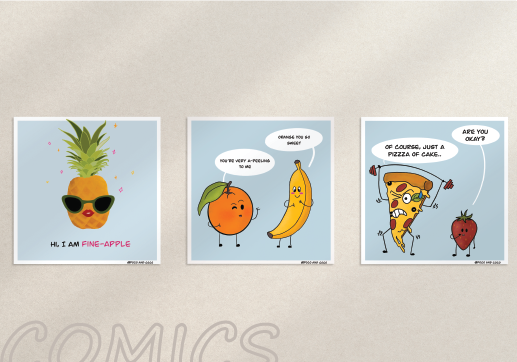 HI, I AM FINE-APPLE
ORANGE YOU SO
SWEET
YOU'RE VERY A-PEELING
TO ME
ARE YOU
OKAY?
OF COURSE, JUST A
PIZZZA OF CAKE..
COMICS